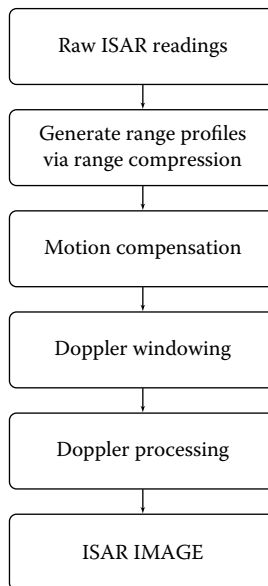 Raw ISAR readings
Generate range profiles
via range compression
Motion compensation
Doppler windowing
Doppler processing
ISAR IMAGE